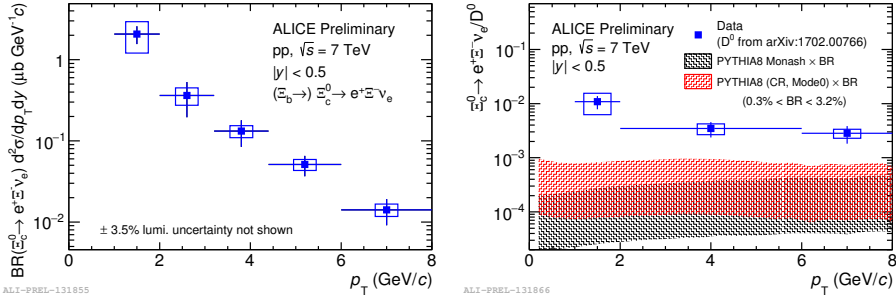 BR(Ξc0→ e+Ξ-νe) d2σ/dpTdy (μb GeV-1c)
1
10−1
10−2
ALICE Preliminary
pp, √s = 7 TeV
|y| < 0.5
(Ξb→) Ξc0→ e+Ξ-νe
± 3.5% lumi. uncertainty not shown
0 2 4 6 8
pT (GeV/c)
ALI-PREL-131855
Ξc0→ e+Ξ-νe/D0
10−1
10−2
10−3
10−4
ALICE Preliminary
pp, √s = 7 TeV
|y| < 0.5
Data
(D0 from arXiv:1702.00766)
PYTHIA8 Monash × BR
PYTHIA8 (CR, Mode0) × BR
(0.3% < BR < 3.2%)
0 2 4 6 8
pT (GeV/c)
ALI-PREL-131866